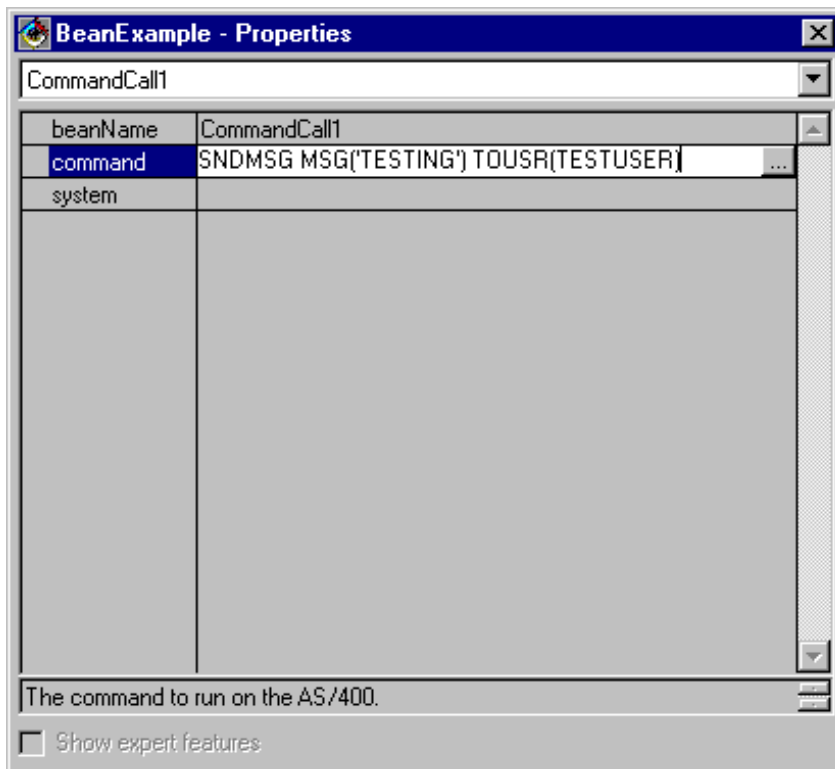 BeanExample - Properties
CommandCall1
beanName CommandCall1
command SNDMSG MSG('TESTING') TOUSR(TESTUSER) ...
system
The command to run on the AS/400.
Show expert features